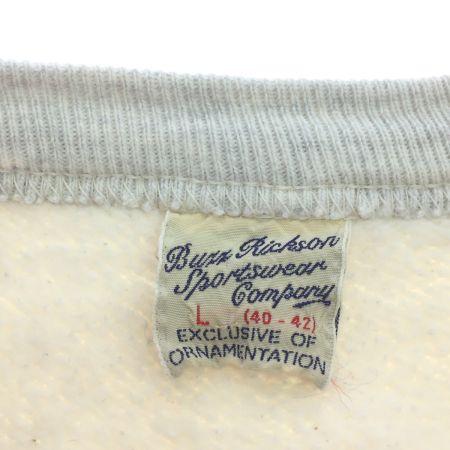 Buzz Rickson
Sportswear
Company
L (40 - 42)
EXCLUSIVE OF
ORNAMENTATION